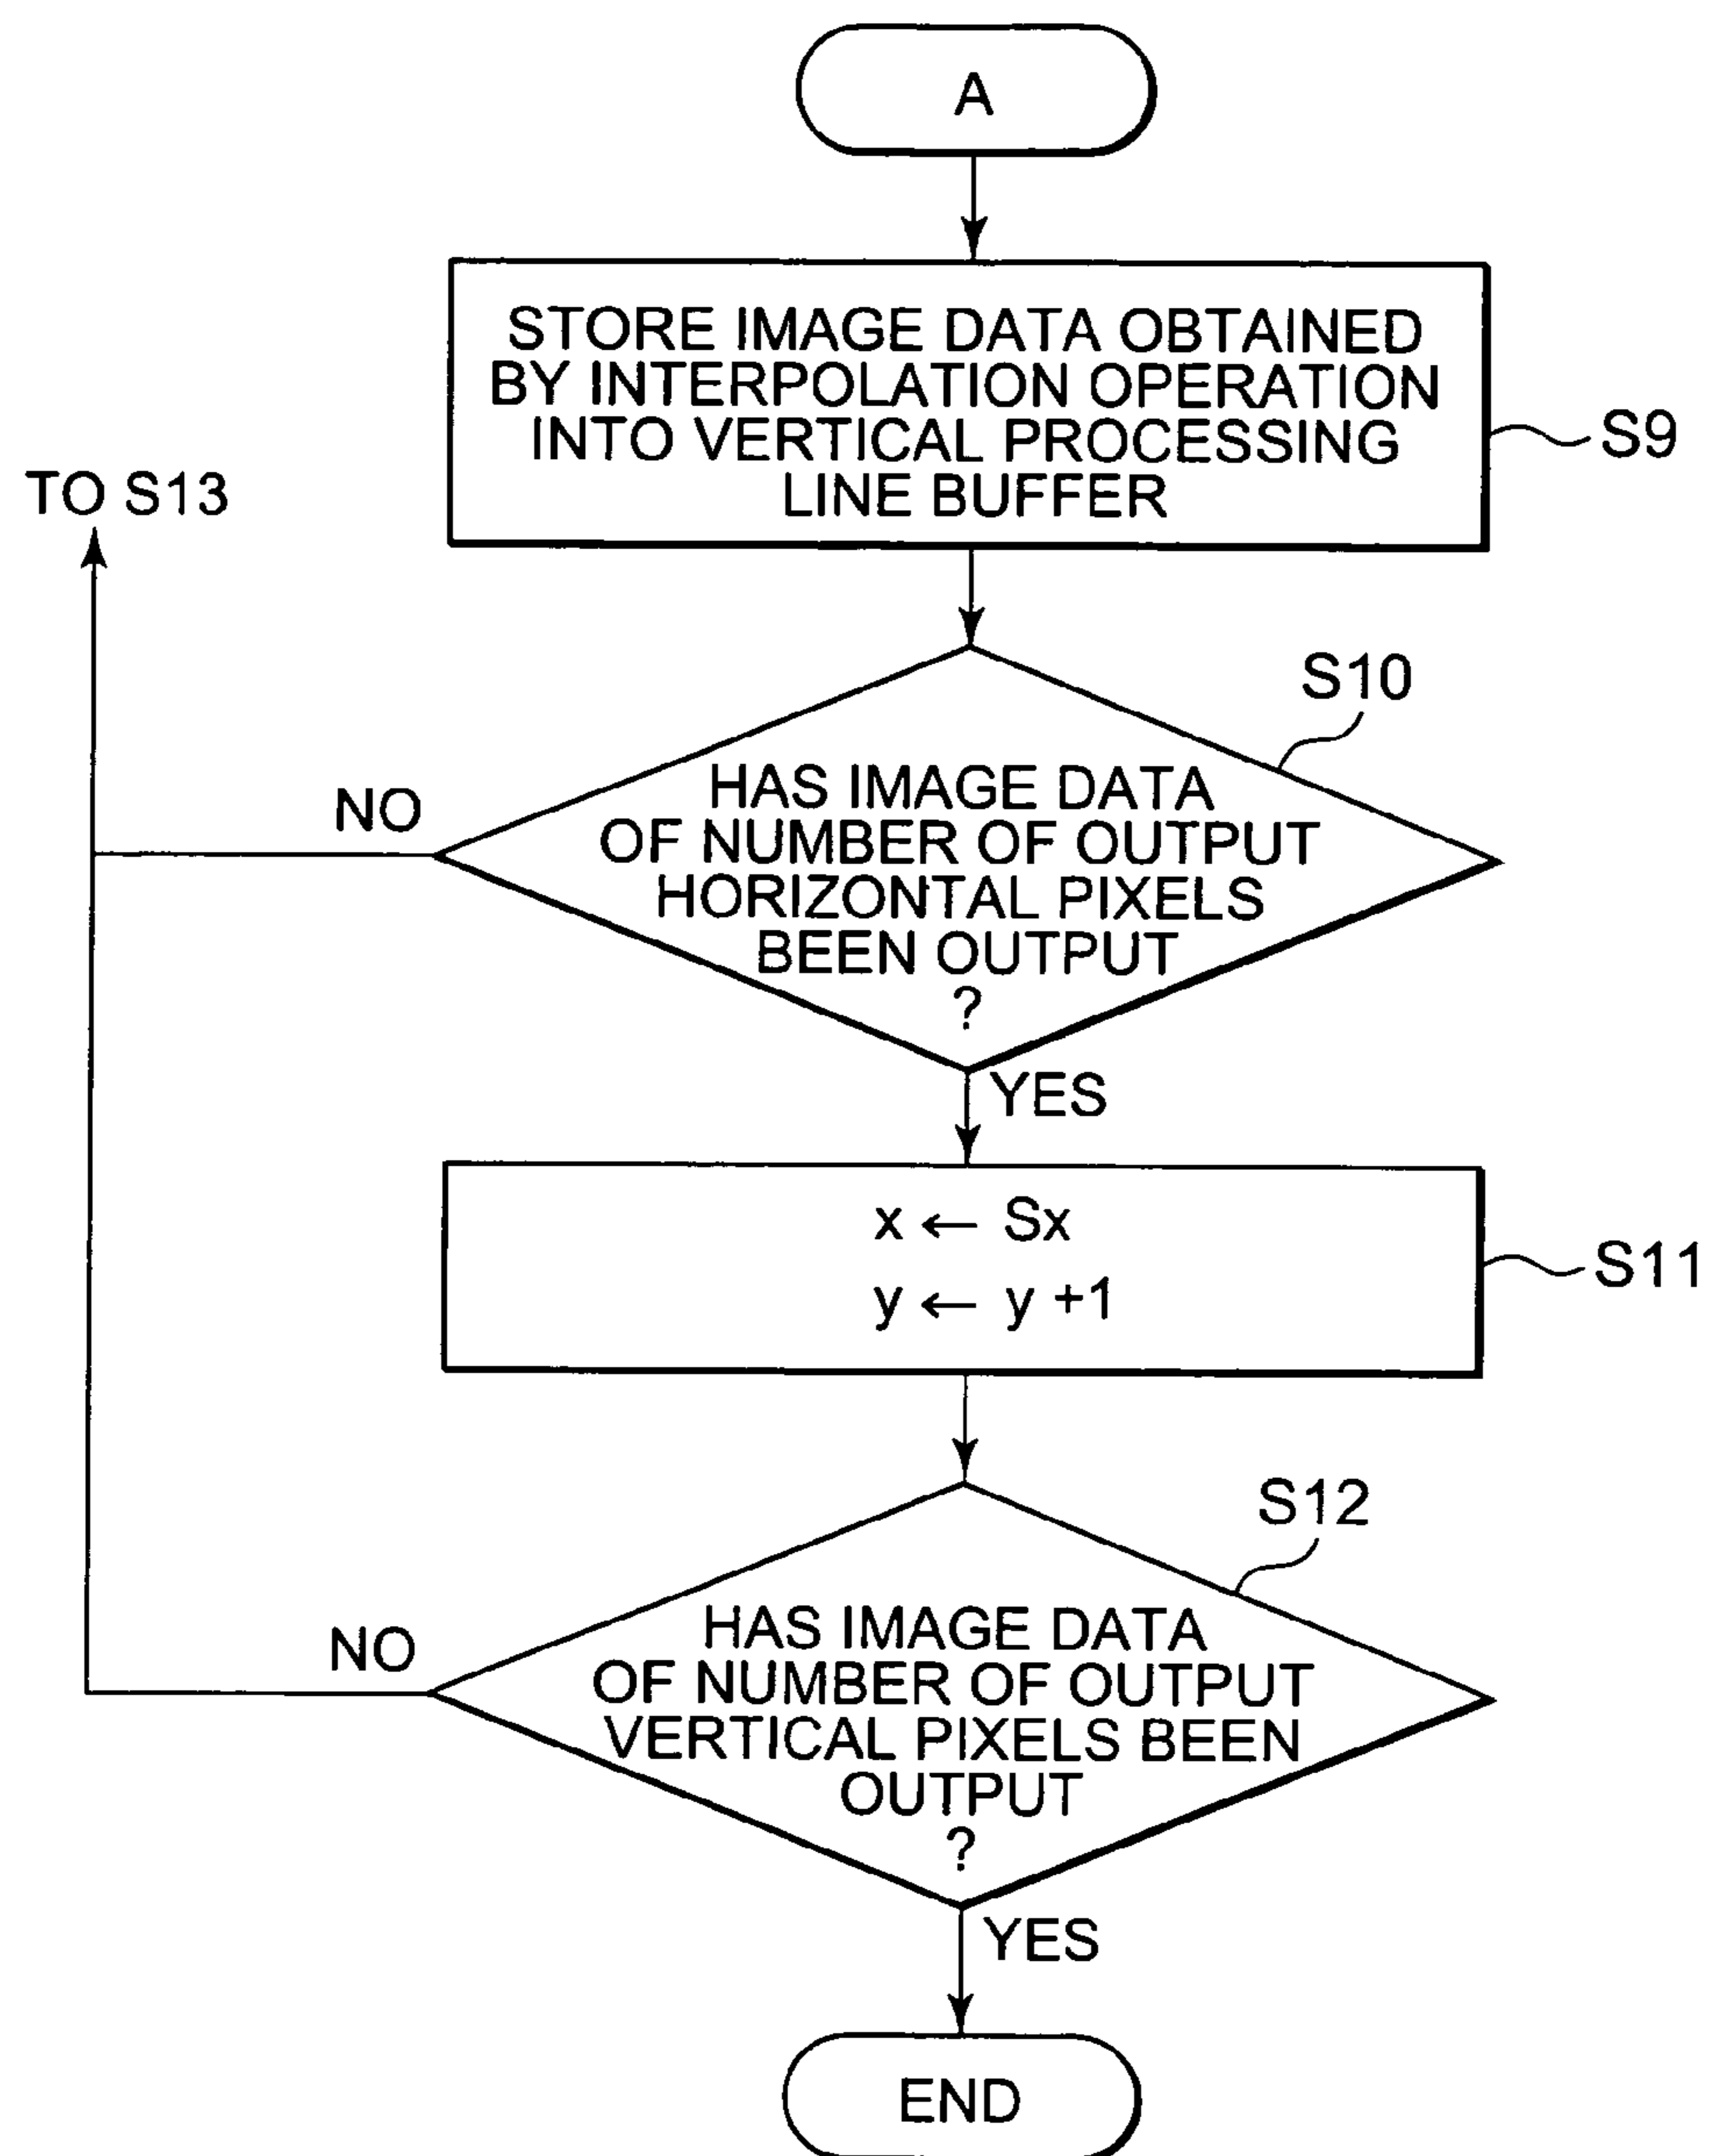 A
STORE IMAGE DATA OBTAINED
BY INTERPOLATION OPERATION
INTO VERTICAL PROCESSING
LINE BUFFER
S9
TO S13
S10
HAS IMAGE DATA
OF NUMBER OF OUTPUT
HORIZONTAL PIXELS
BEEN OUTPUT
?
NO
YES
x ← Sx
y ← y +1
S11
S12
HAS IMAGE DATA
OF NUMBER OF OUTPUT
VERTICAL PIXELS BEEN
OUTPUT
?
NO
YES
END